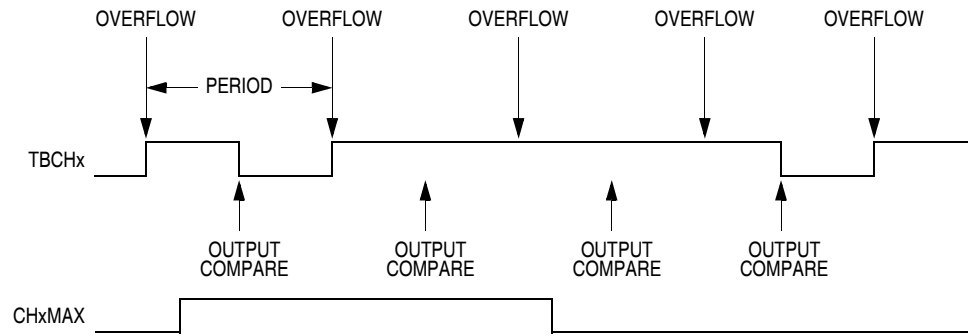 OVERFLOW OVERFLOW OVERFLOW OVERFLOW OVERFLOW
PERIOD
TBCHx
OUTPUT OUTPUT OUTPUT OUTPUT
COMPARE COMPARE COMPARE COMPARE
CHxMAX